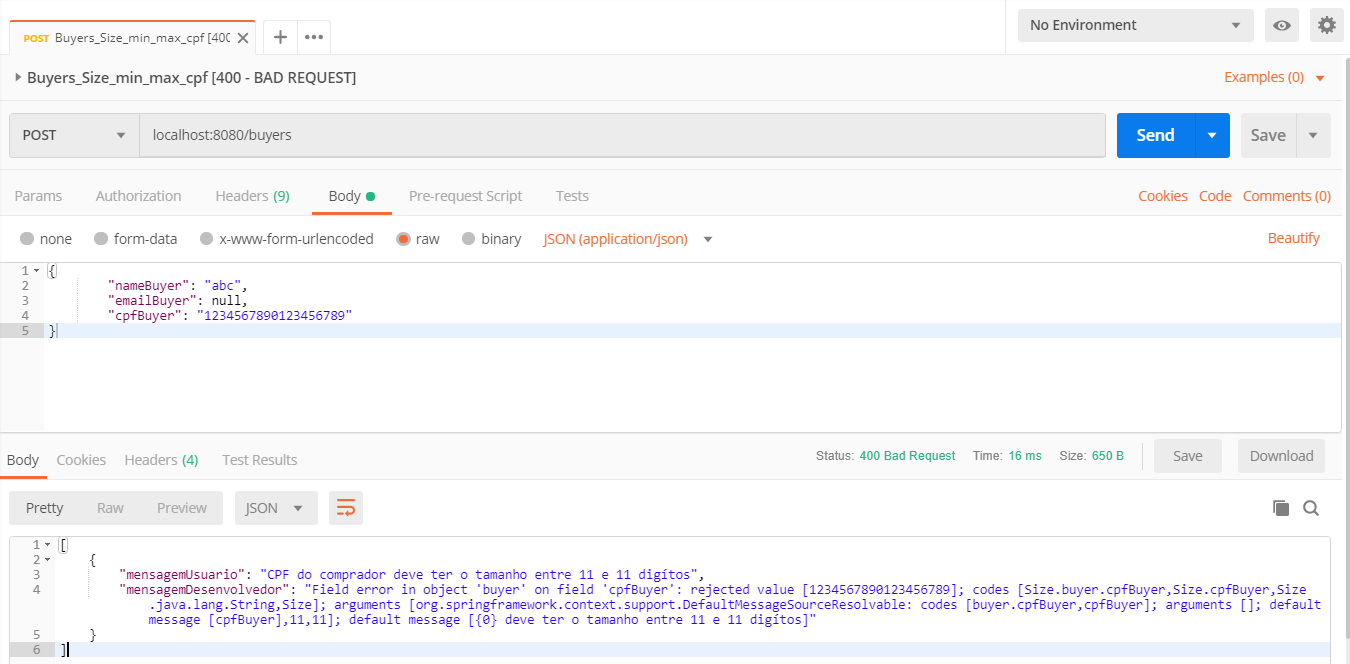 POST Buyers_Size_min_max_cpf [400
No Environment
Buyers_Size_min_max_cpf [400 - BAD REQUEST]
Examples (0)
POST
localhost:8080/buyers
Send
Save
Params
Authorization
Headers (9)
Body
Pre-request Script
Tests
Cookies
Code
Comments (0)
none
form-data
x-www-form-urlencoded
raw
binary
JSON (application/json)
Beautify
1 {
2 "nameBuyer": "abc",
3 "emailBuyer": null,
4 "cpfBuyer": "1234567890123456789"
5 }
Body
Cookies
Headers (4)
Test Results
Status: 400 Bad Request
Time: 16 ms
Size: 650 B
Save
Download
Pretty
Raw
Preview
JSON
1 [
2 {
3 "mensagemUsuario": "CPF do comprador deve ter o tamanho entre 11 e 11 digítos",
4 "mensagemDesenvolvedor": "Field error in object 'buyer' on field 'cpfBuyer': rejected value [1234567890123456789]; codes [Size.buyer.cpfBuyer,Size.cpfBuyer,Size
.java.lang.String,Size]; arguments [org.springframework.context.support.DefaultMessageSourceResolvable: codes [buyer.cpfBuyer,cpfBuyer]; arguments []; default
message [cpfBuyer],11,11]; default message [{0} deve ter o tamanho entre 11 e 11 digítos]"
5 }
6 ]